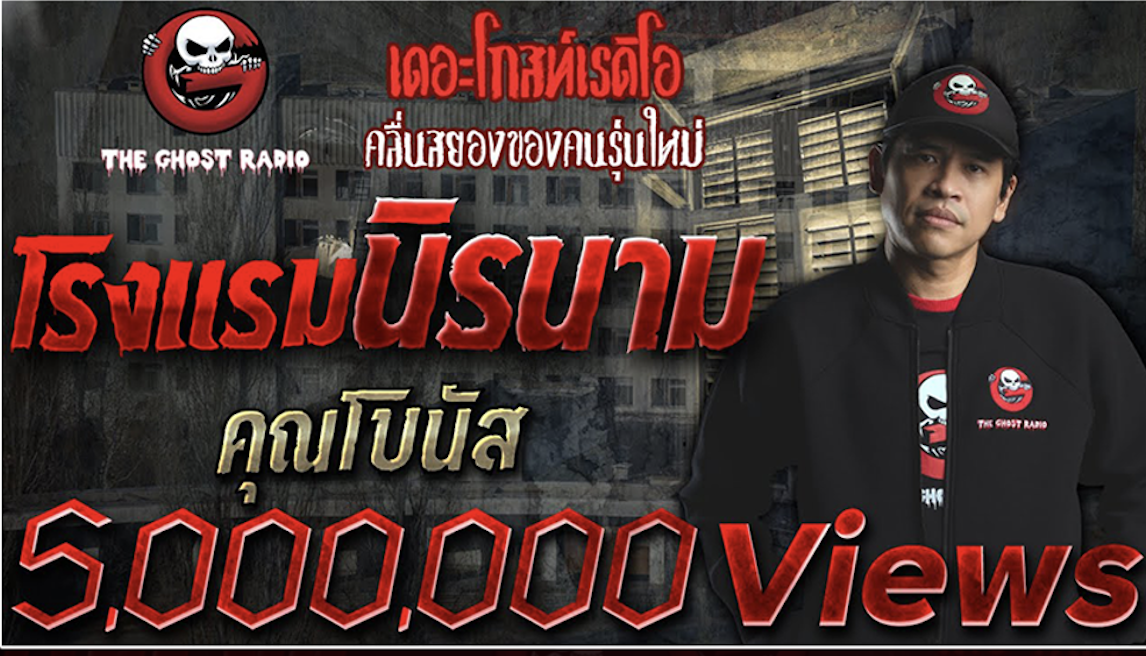 THE GHOST RADIO
เดอะโกสท์เรดิโอ
คลื่นสยองของคนรุ่นใหม่
โรงแรมนิรนาม
คุณโบนัส
5,000,000 Views
THE GHOST RADIO